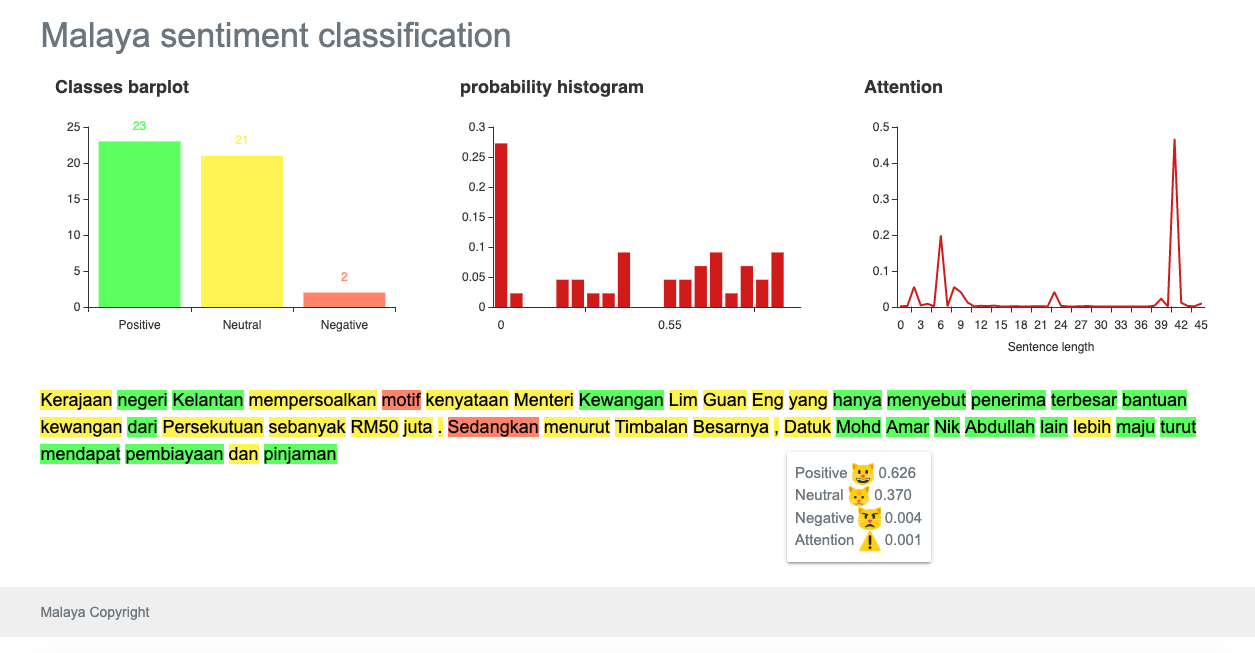 Malaya sentiment classification
Classes barplot
25
20
15
10
5
0
23
21
2
Positive Neutral Negative
probability histogram
0.3
0.25
0.2
0.15
0.1
0.05
0
0 0.55
Attention
0.5
0.4
0.3
0.2
0.1
0
0 3 6 9 12 15 18 21 24 27 30 33 36 39 42 45
Sentence length
Kerajaan negeri Kelantan mempersoalkan motif kenyataan Menteri Kewangan Lim Guan Eng yang hanya menyebut penerima terbesar bantuan
kewangan dari Persekutuan sebanyak RM50 juta . Sedangkan menurut Timbalan Besarnya , Datuk Mohd Amar Nik Abdullah lain lebih maju turut
mendapat pembiayaan dan pinjaman
Positive 😺 0.626
Neutral 🐱 0.370
Negative 😾 0.004
Attention ⚠️ 0.001
Malaya Copyright